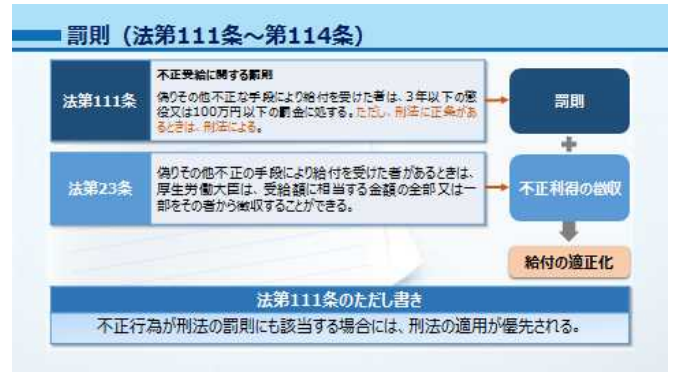 罰則（法第111条～第114条）
法第111条
不正受給に関する罰則
偽りその他不正な手段により給付を受けた者は、3年以下の懲
役又は100万円以下の罰金に処する。ただし、刑法に正条があ
るときは、刑法による。
罰則
+
法第23条
偽りその他不正の手段により給付を受けた者があるときは、
厚生労働大臣は、受給額に相当する金額の全部又は一
部をその者から徴収することができる。
不正利得の徴収
給付の適正化
法第111条のただし書き
不正行為が刑法の罰則にも該当する場合には、刑法の適用が優先される。